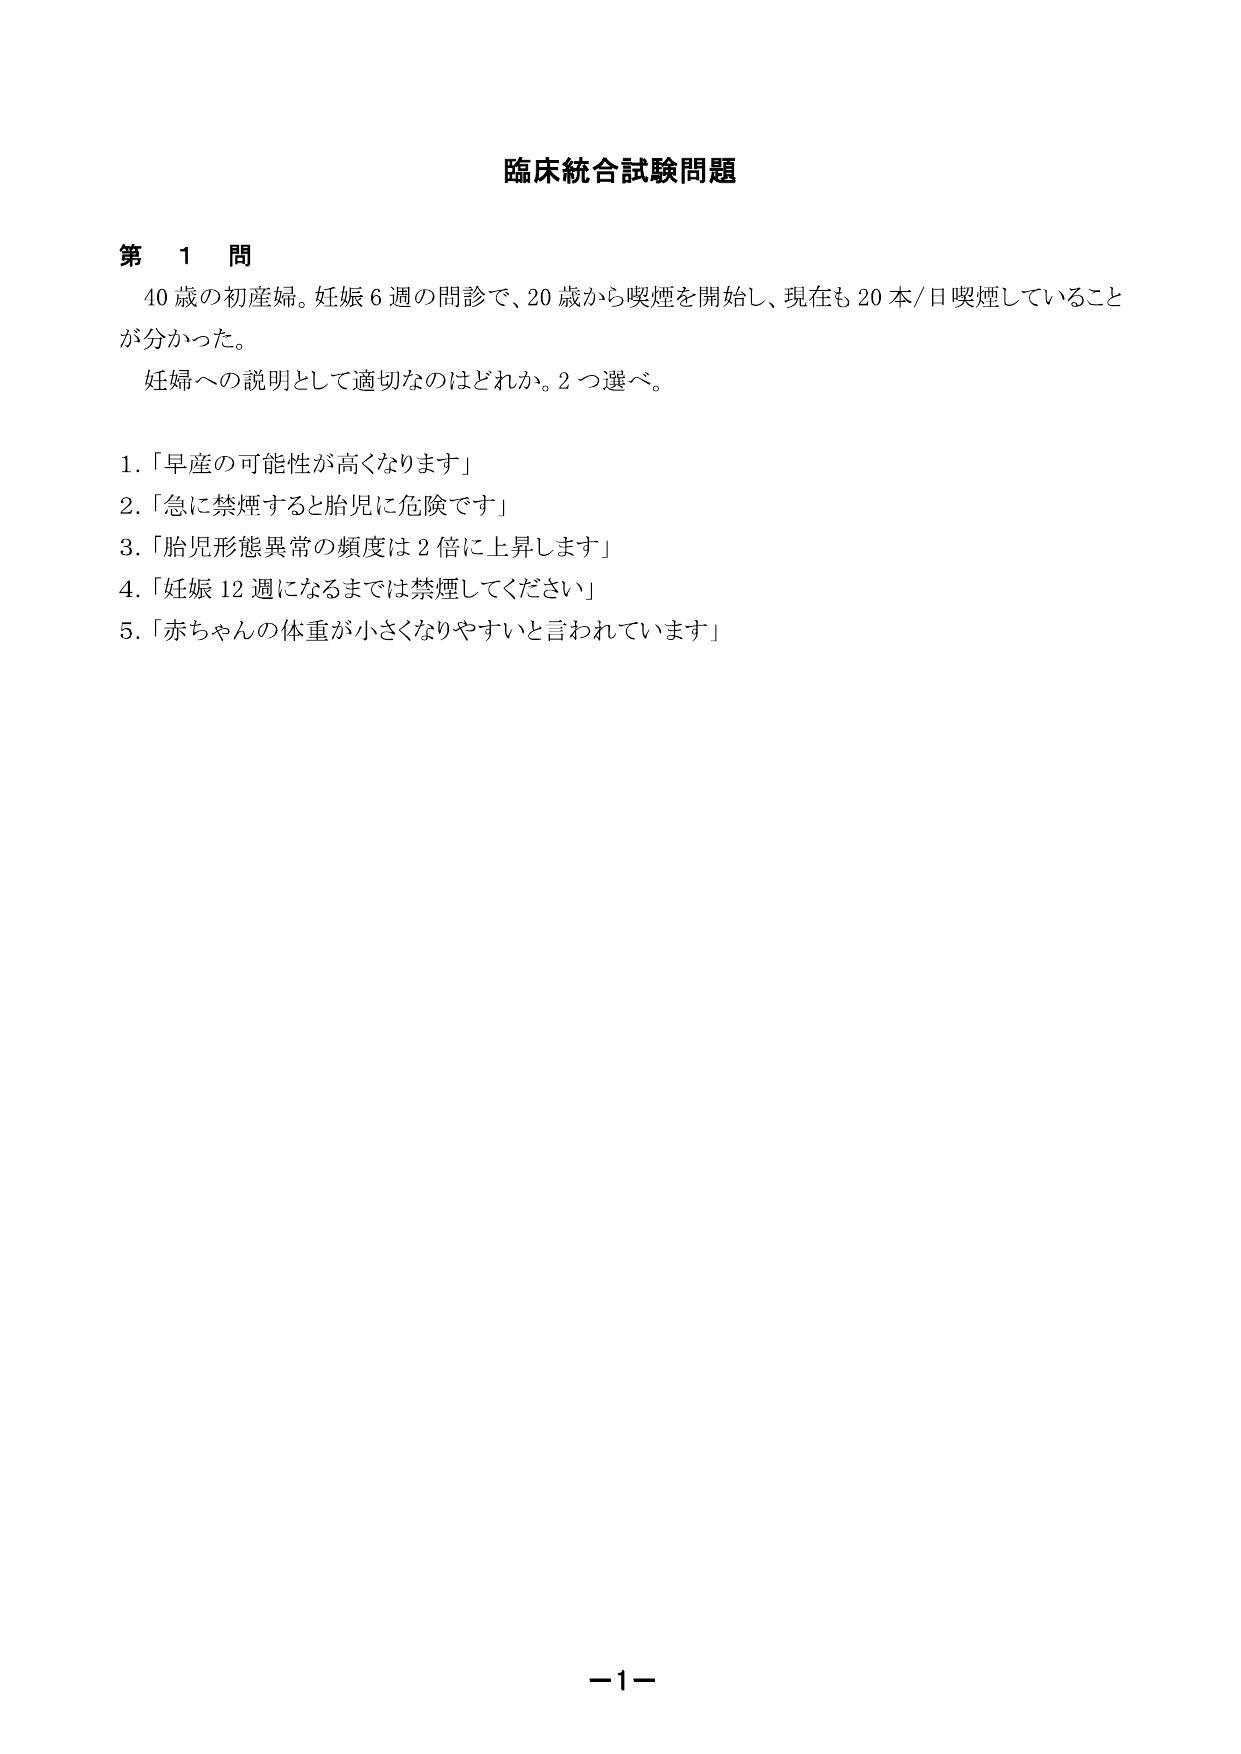 臨床統合試験問題
第　1　問
40 歳の初産婦。妊娠 6 週の問診で、20 歳から喫煙を開始し、現在も 20 本/日喫煙していること
が分かった。
妊婦への説明として適切なのはどれか。2 つ選べ。
1.「早産の可能性が高くなります」
2.「急に禁煙すると胎児に危険です」
3.「胎児形態異常の頻度は 2 倍に上昇します」
4.「妊娠 12 週になるまでは禁煙してください」
5.「赤ちゃんの体重が小さくなりやすいと言われています」
－1－